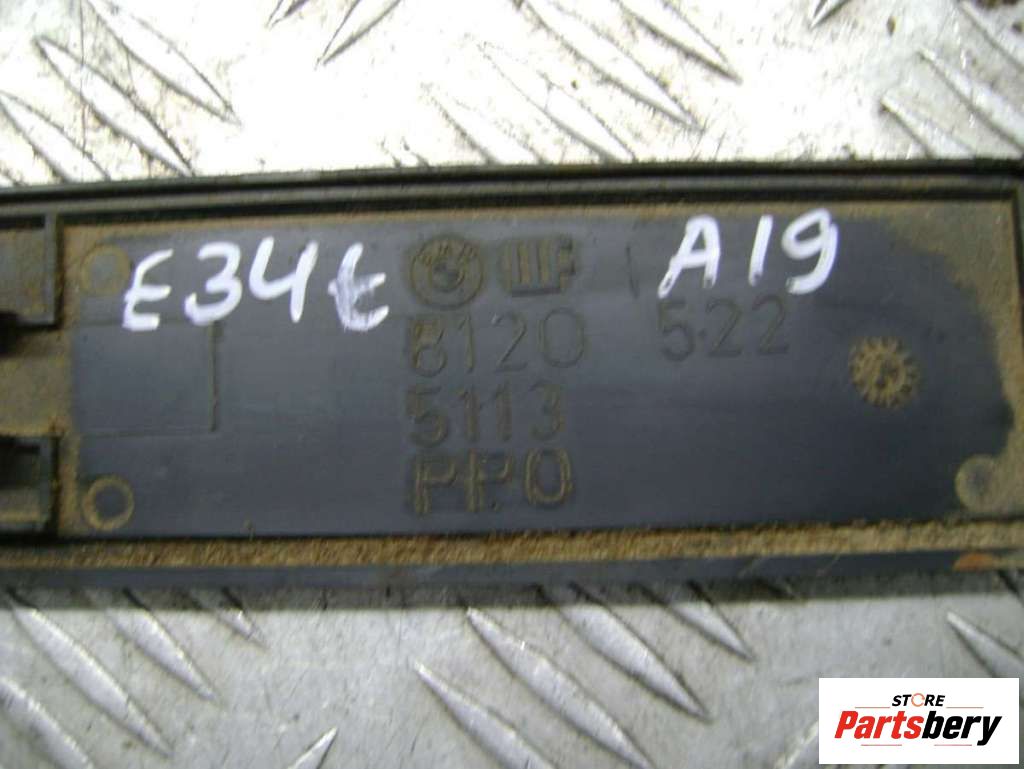 E34t A19
8120 522
5113
PPO
STORE
Partsbery